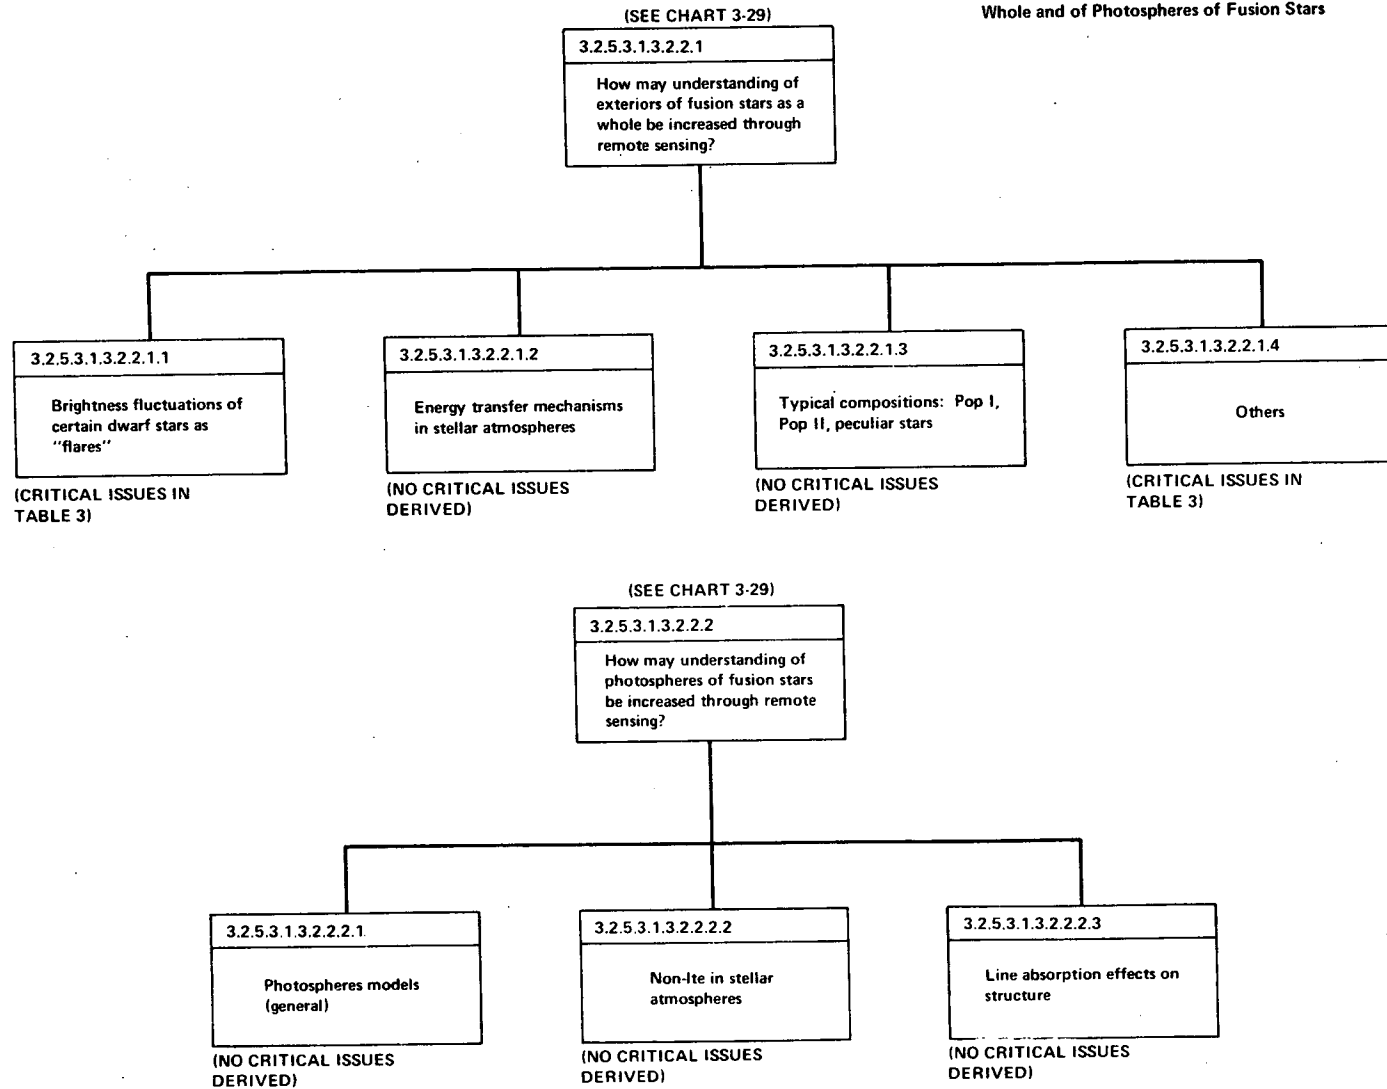 Whole and of Photospheres of Fusion Stars
(SEE CHART 3-29)
3.2.5.3.1.3.2.2.1
How may understanding of
exteriors of fusion stars as a
whole be increased through
remote sensing?
3.2.5.3.1.3.2.2.1.1
Brightness fluctuations of
certain dwarf stars as
"flares"
(CRITICAL ISSUES IN
TABLE 3)
3.2.5.3.1.3.2.2.1.2
Energy transfer mechanisms
in stellar atmospheres
(NO CRITICAL ISSUES
DERIVED)
3.2.5.3.1.3.2.2.1.3
Typical compositions: Pop I,
Pop II, peculiar stars
(NO CRITICAL ISSUES
DERIVED)
3.2.5.3.1.3.2.2.1.4
Others
(CRITICAL ISSUES IN
TABLE 3)
(SEE CHART 3-29)
3.2.5.3.1.3.2.2.2
How may understanding of
photospheres of fusion stars
be increased through remote
sensing?
3.2.5.3.1.3.2.2.2.1
Photospheres models
(general)
(NO CRITICAL ISSUES
DERIVED)
3.2.5.3.1.3.2.2.2.2
Non-lte in stellar
atmospheres
(NO CRITICAL ISSUES
DERIVED)
3.2.5.3.1.3.2.2.2.3
Line absorption effects on
structure
(NO CRITICAL ISSUES
DERIVED)